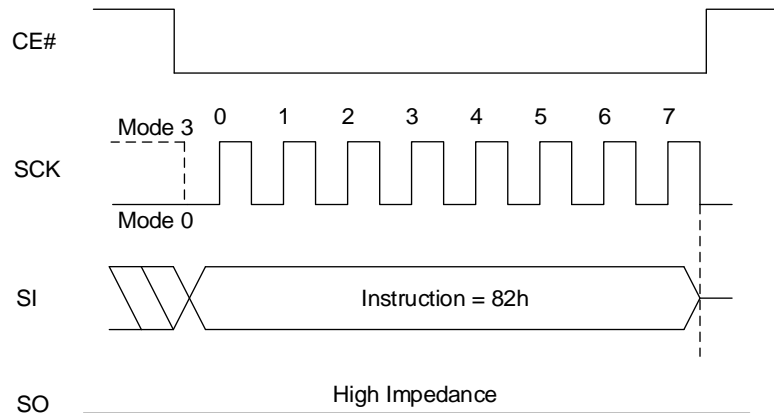 CE#
0 1 2 3 4 5 6 7
Mode 3
SCK
Mode 0
SI
Instruction = 82h
High Impedance
SO